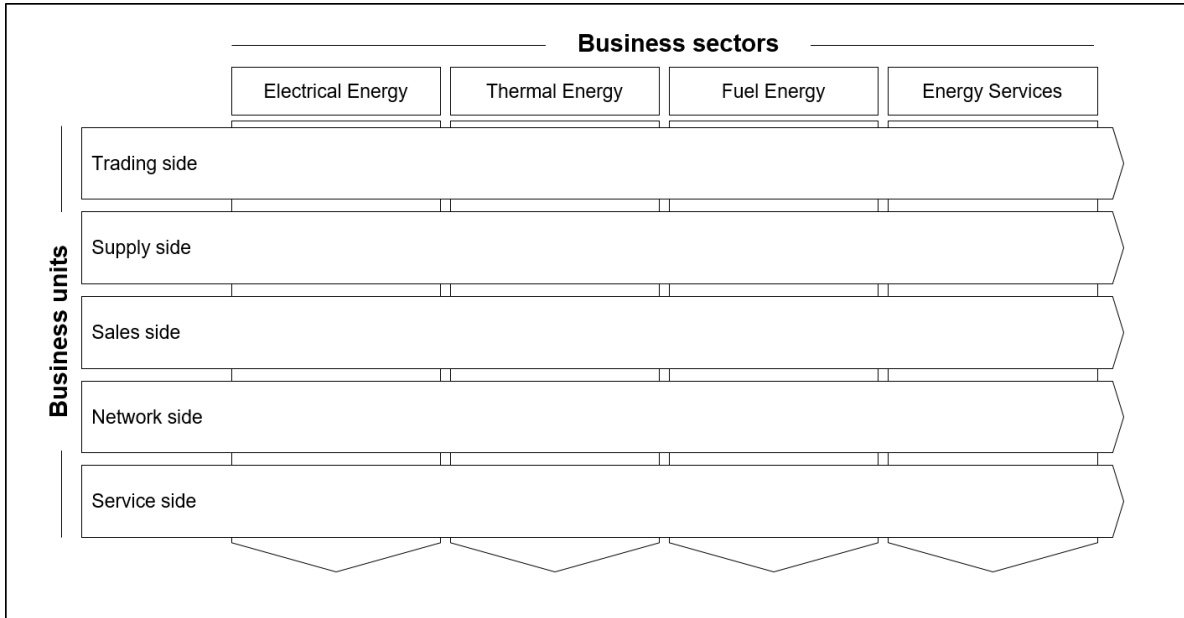 Business sectors
Electrical Energy
Thermal Energy
Fuel Energy
Energy Services
Business units
Trading side
Supply side
Sales side
Network side
Service side